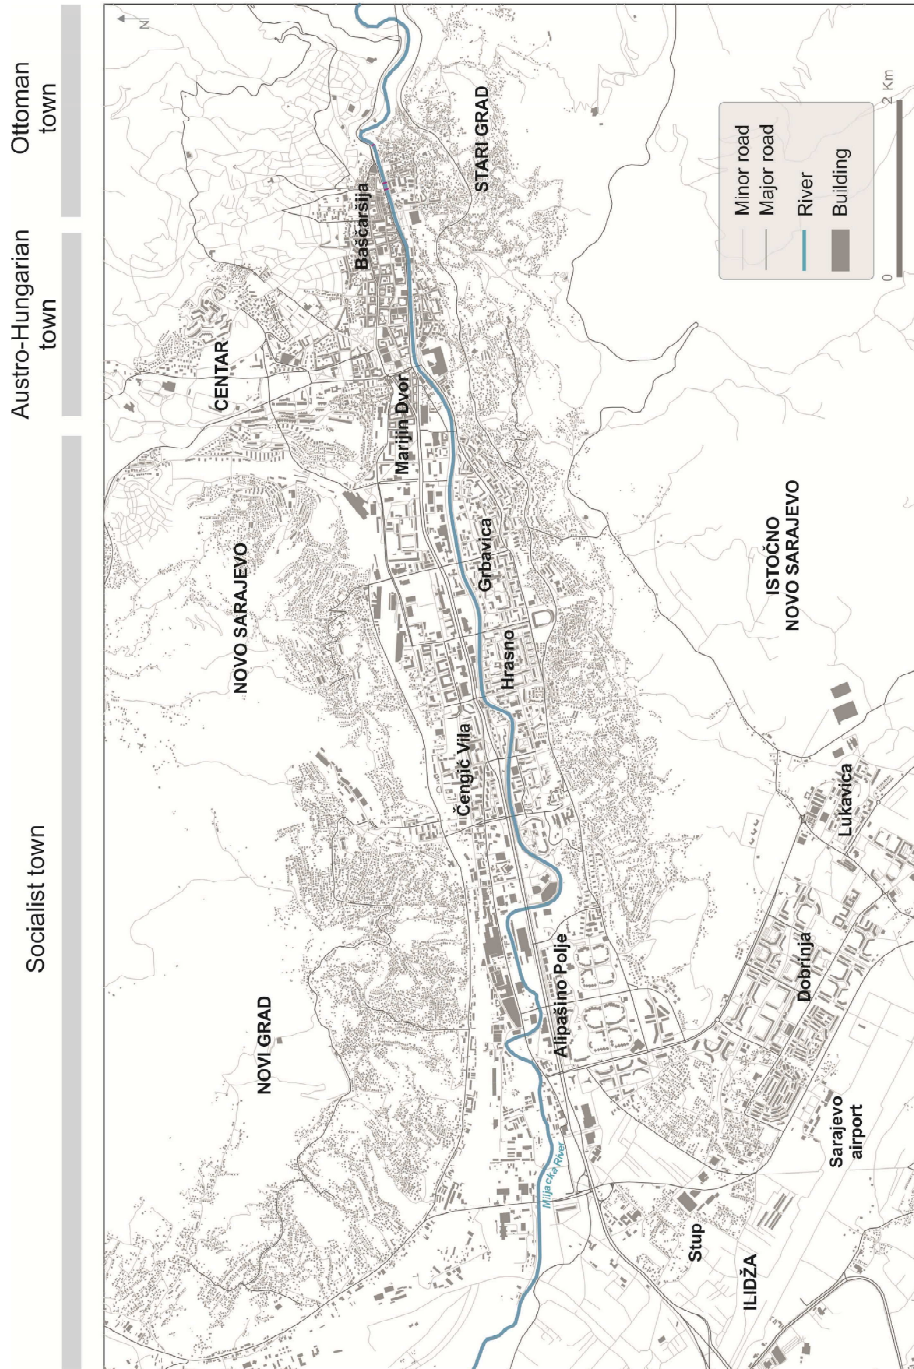 Socialist town
Austro-Hungarian
town
Ottoman
town
N
NOVI GRAD
NOVO SARAJEVO
CENTAR
Baščaršija
STARI GRAD
Marijin Dvor
Čengić Vila
Grbavica
Hrasno
Alipašino Polje
Miljacka River
Stup
ILIDŽA
Sarajevo
airport
Dobrinja
Lukavica
ISTOČNO
NOVO SARAJEVO
Minor road
Major road
River
Building
0
2 Km